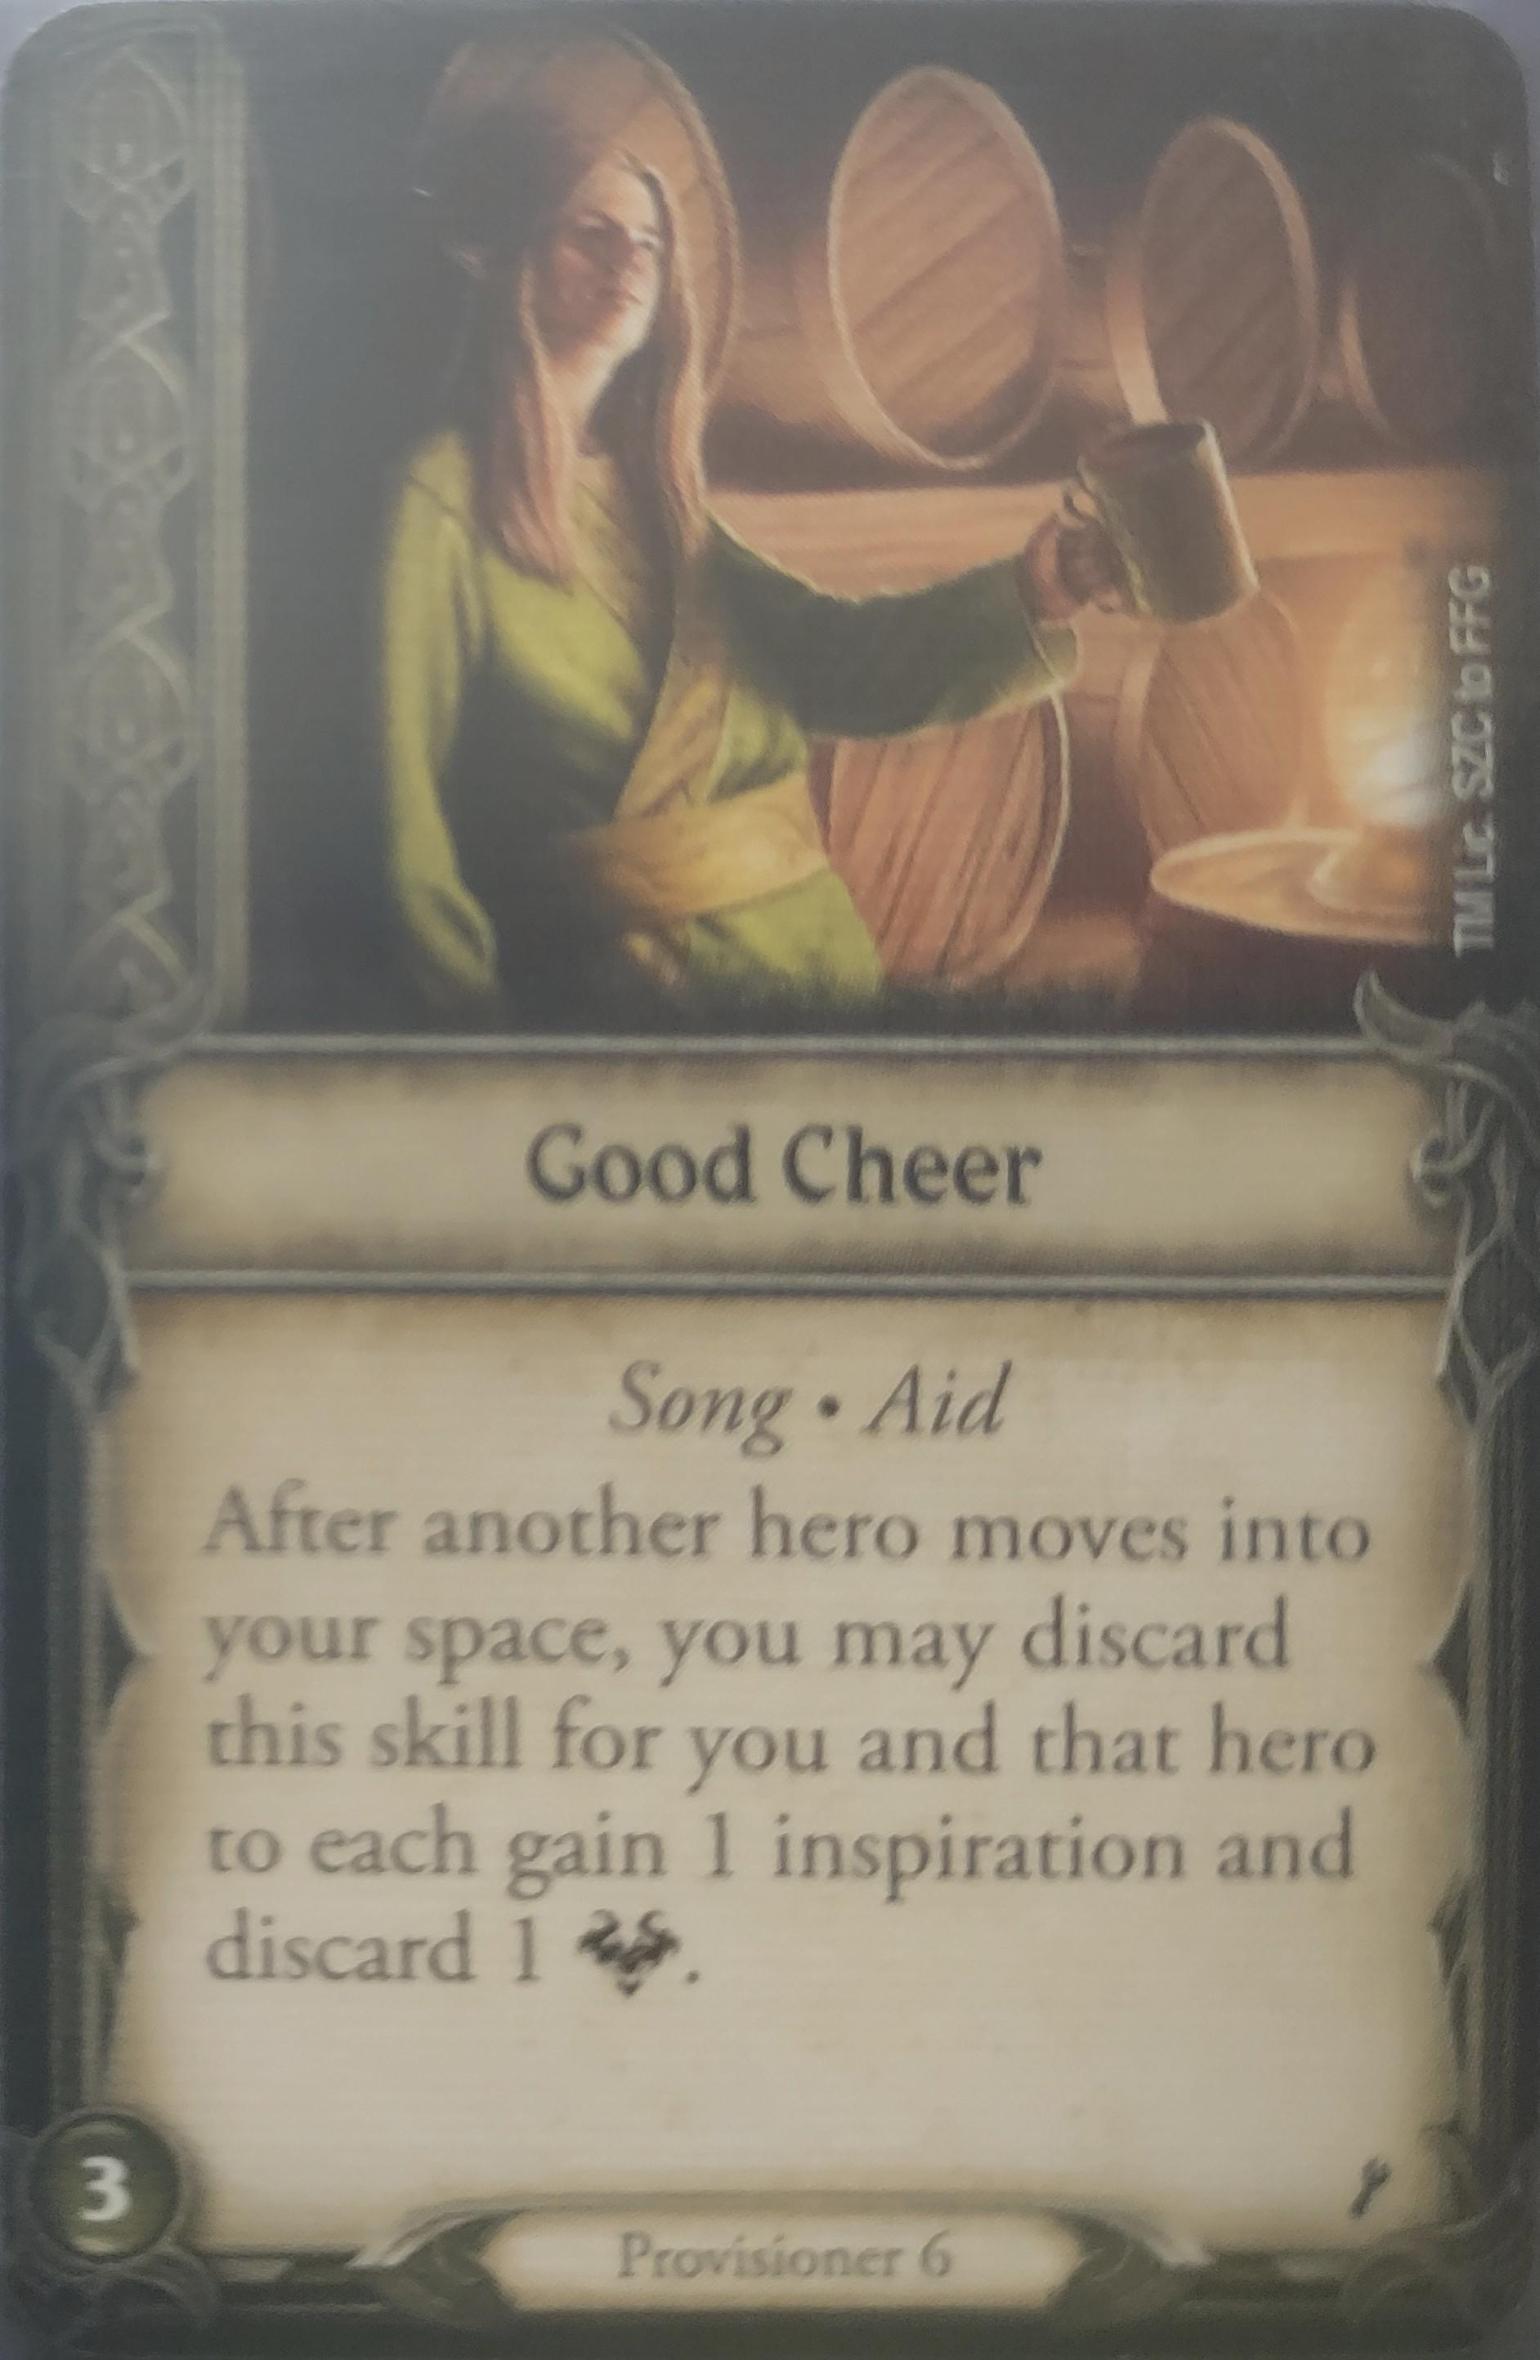 TM Lic. SZC to FFG
Good Cheer
Song • Aid
After another hero moves into
your space, you may discard
this skill for you and that hero
to each gain 1 inspiration and
discard 1 .
3
Provisioner 6